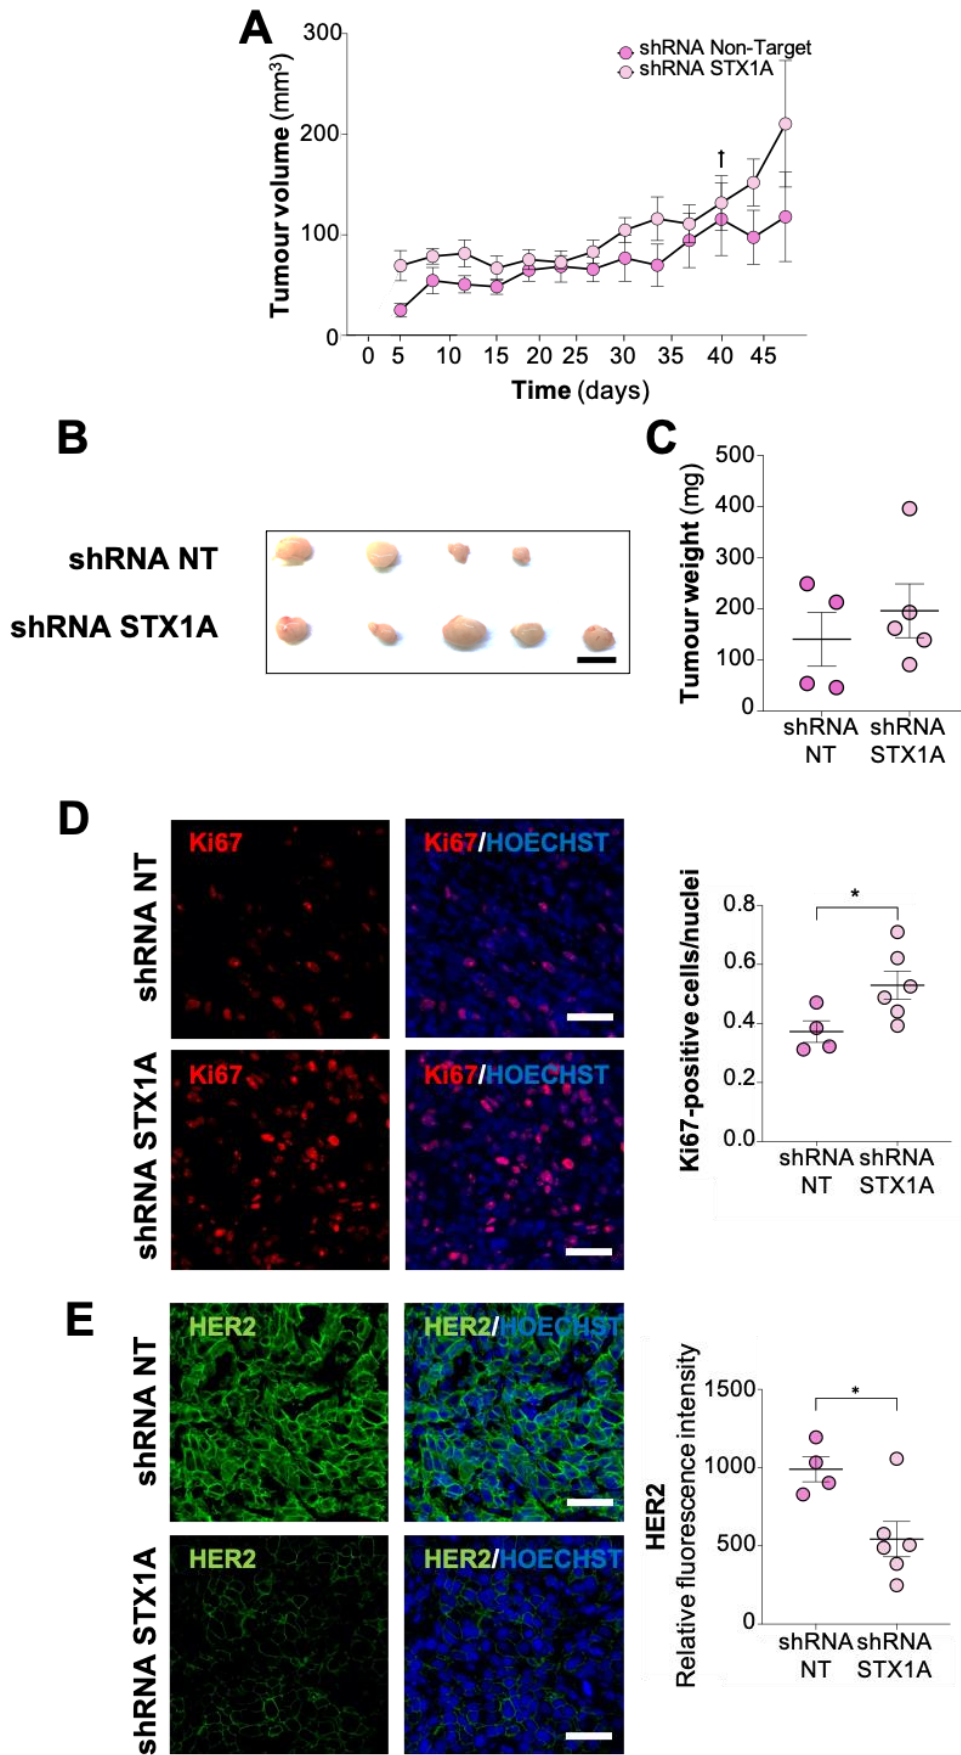 A
300
200
100
0
Tumour volume (mm³)
shRNA Non-Target
shRNA STX1A
†
0 5 10 15 20 25 30 35 40 45
Time (days)
B
shRNA NT
shRNA STX1A
C
500
400
300
200
100
0
Tumour weight (mg)
shRNA shRNA
NT STX1A
D
shRNA NT
Ki67
Ki67/HOECHST
shRNA STX1A
Ki67
Ki67/HOECHST
Ki67-positive cells/nuclei
0.8
0.6
0.4
0.2
0.0
*
shRNA shRNA
NT STX1A
E
shRNA NT
HER2
HER2/HOECHST
shRNA STX1A
HER2
HER2/HOECHST
HER2
Relative fluorescence intensity
1500
1000
500
0
*
shRNA shRNA
NT STX1A